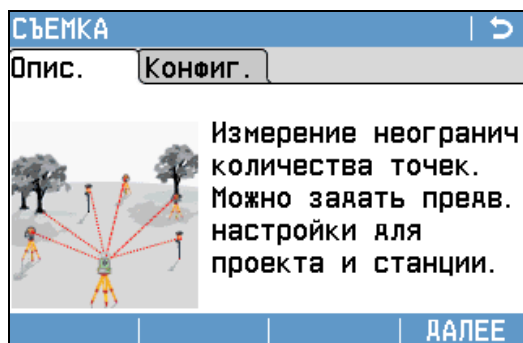 СЪЕМКА
Опис. Конфиг.
Измерение неогранич
количества точек.
Можно задать предв.
настройки для
проекта и станции.
ДАЛЕЕ